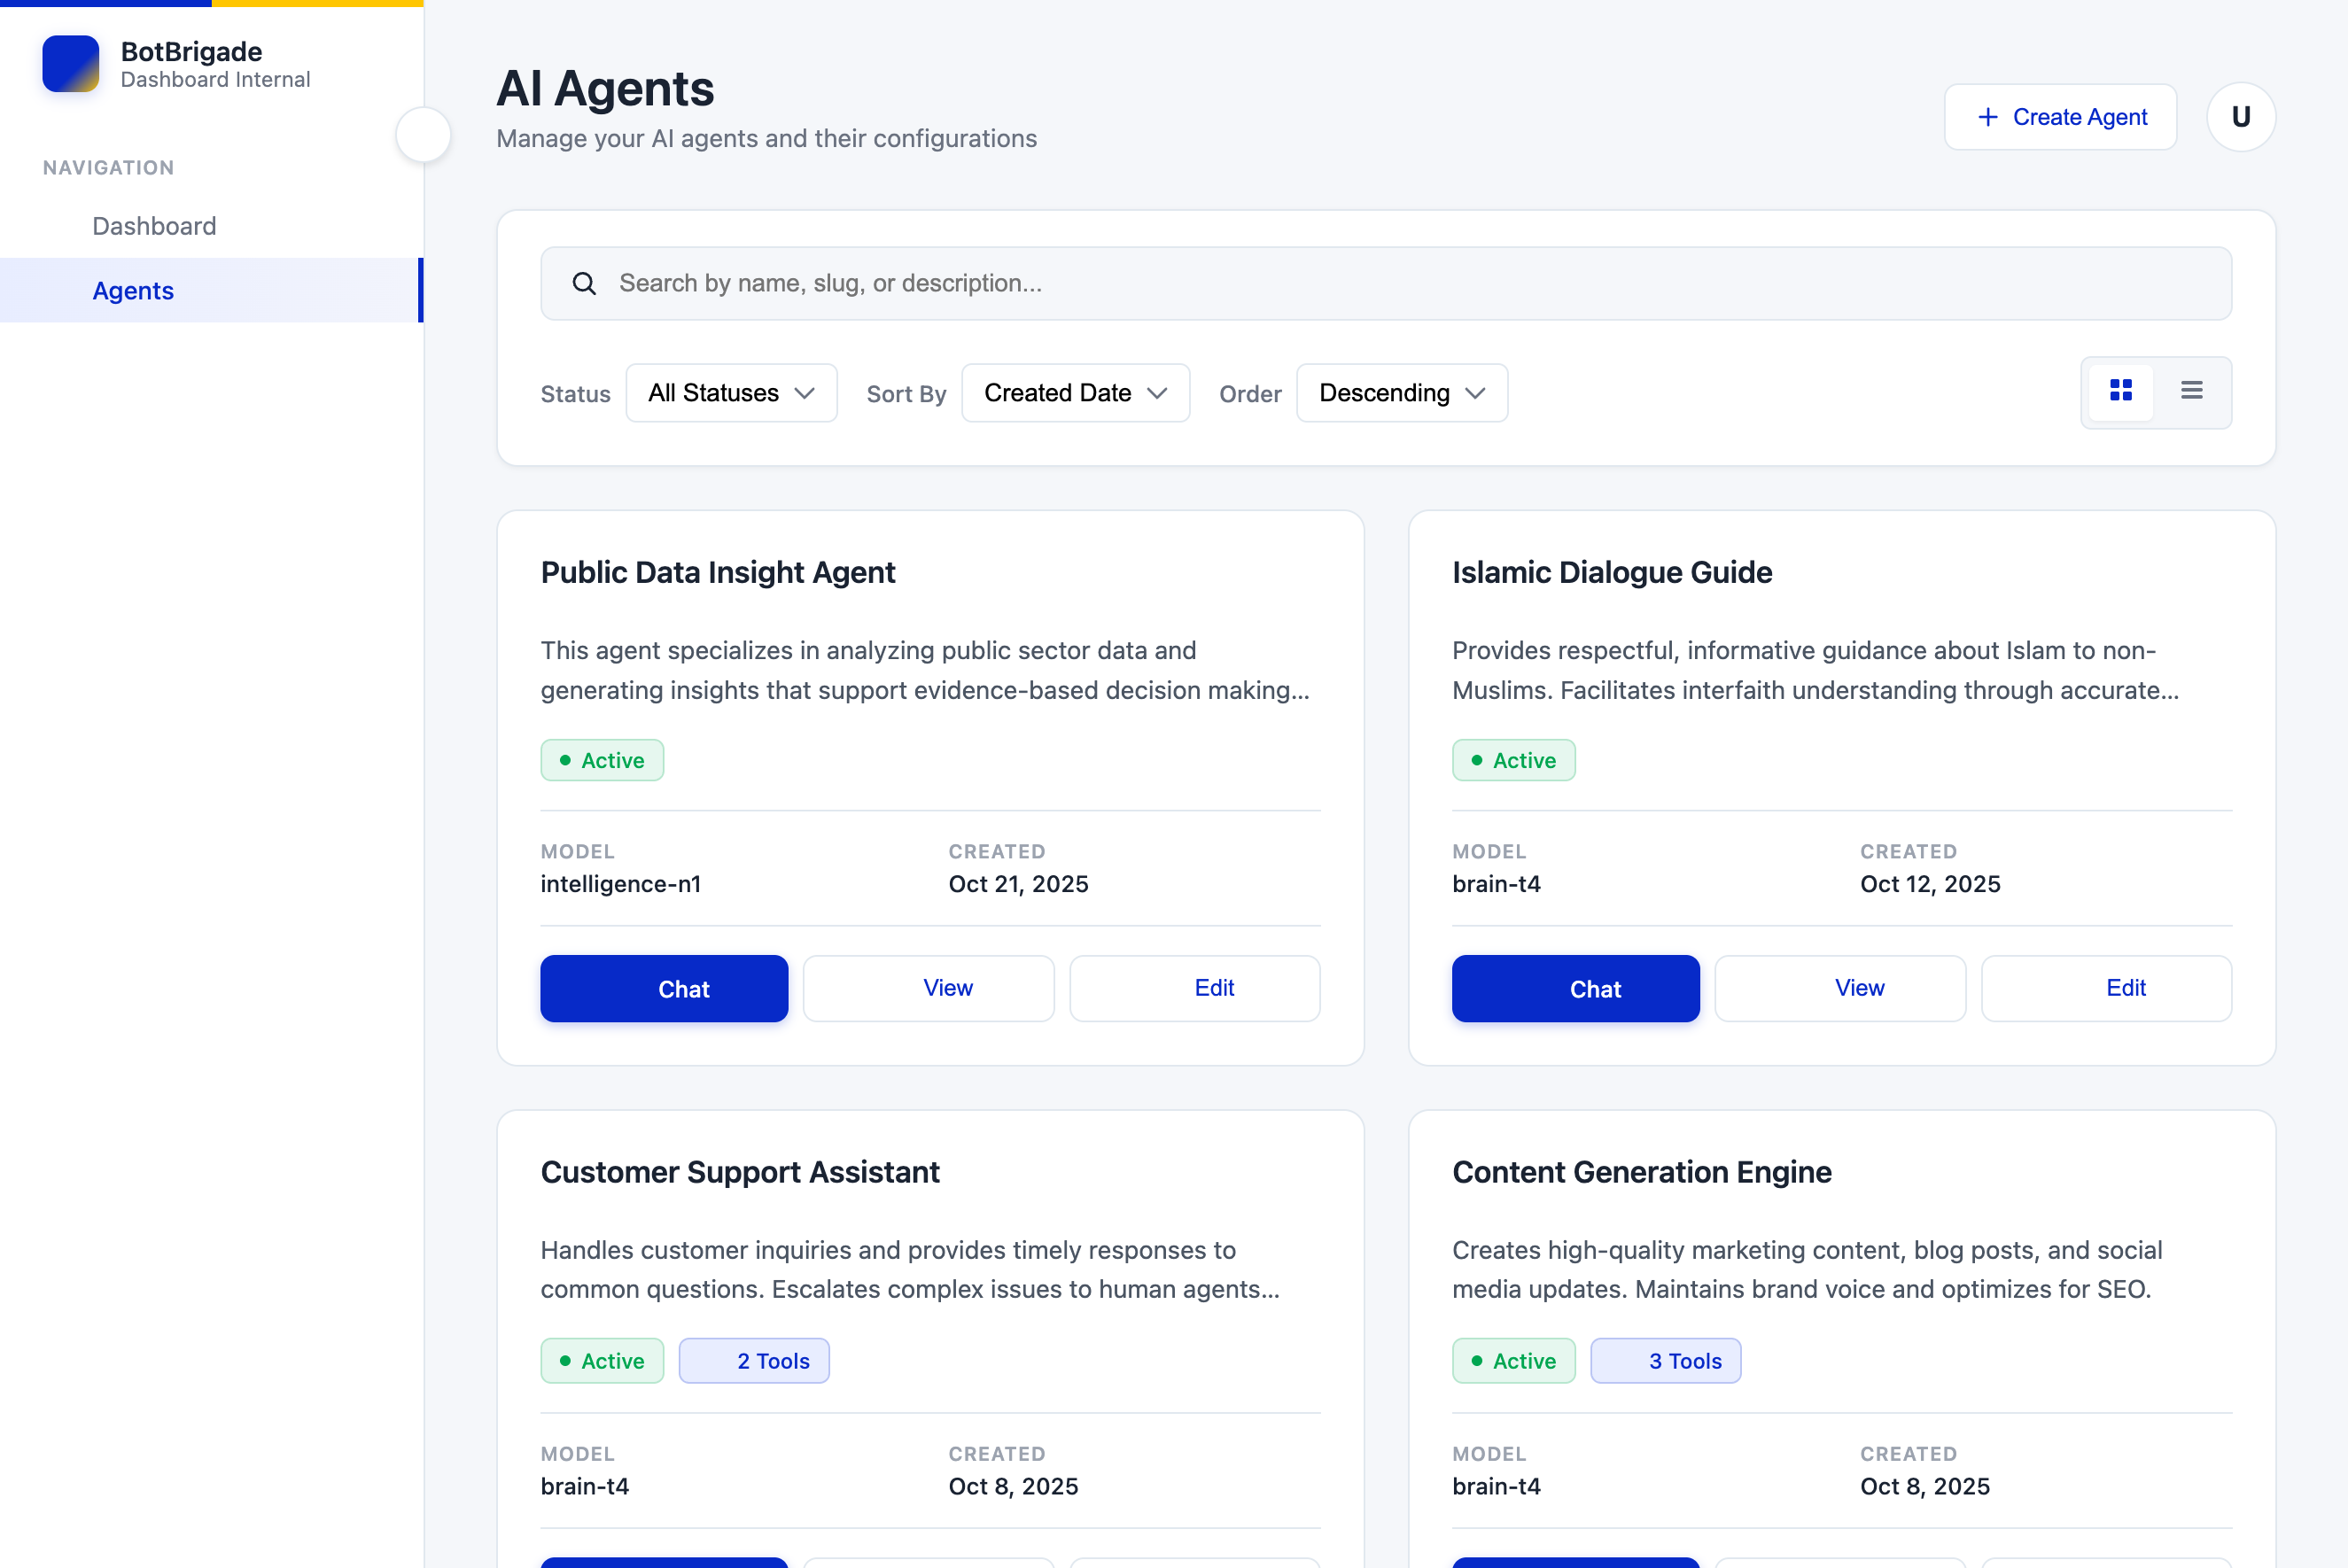 BotBrigade
Dashboard Internal
NAVIGATION
Dashboard
Agents
AI Agents
Manage your AI agents and their configurations
+ Create Agent
U
Search by name, slug, or description...
Status
All Statuses
Sort By
Created Date
Order
Descending
Public Data Insight Agent
This agent specializes in analyzing public sector data and
generating insights that support evidence-based decision making...
Active
MODEL
intelligence-n1
CREATED
Oct 21, 2025
Chat
View
Edit
Islamic Dialogue Guide
Provides respectful, informative guidance about Islam to non-
Muslims. Facilitates interfaith understanding through accurate...
Active
MODEL
brain-t4
CREATED
Oct 12, 2025
Chat
View
Edit
Customer Support Assistant
Handles customer inquiries and provides timely responses to
common questions. Escalates complex issues to human agents...
Active
2 Tools
MODEL
brain-t4
CREATED
Oct 8, 2025
Content Generation Engine
Creates high-quality marketing content, blog posts, and social
media updates. Maintains brand voice and optimizes for SEO.
Active
3 Tools
MODEL
brain-t4
CREATED
Oct 8, 2025